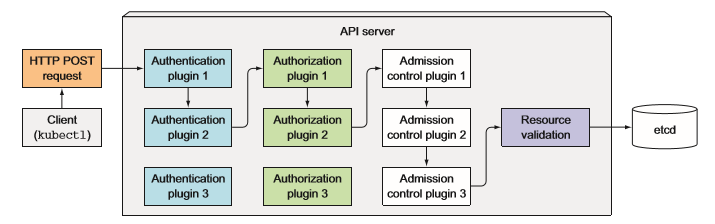 API server
HTTP POST
request
Client
(kubectl)
Authentication
plugin 1
Authentication
plugin 2
Authentication
plugin 3
Authorization
plugin 1
Authorization
plugin 2
Authorization
plugin 3
Admission
control plugin 1
Admission
control plugin 2
Admission
control plugin 3
Resource
validation
etcd